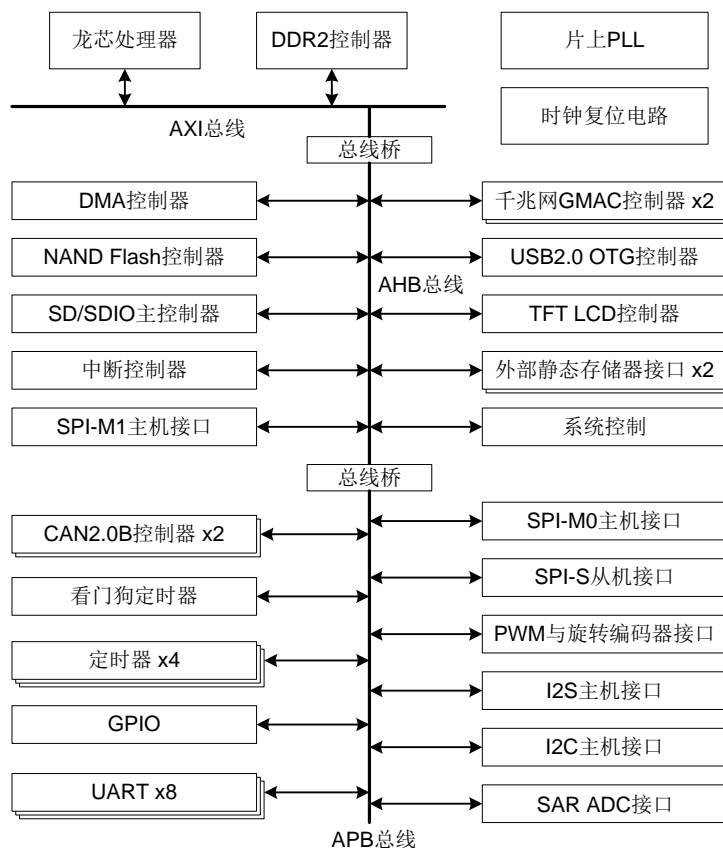 龙芯处理器
DDR2控制器
片上PLL
AXI总线
时钟复位电路
总线桥
DMA控制器
千兆网GMAC控制器 x2
NAND Flash控制器
USB2.0 OTG控制器
AHB总线
SD/SDIO主控制器
TFT LCD控制器
中断控制器
外部静态存储器接口 x2
SPI-M1主机接口
系统控制
总线桥
CAN2.0B控制器 x2
SPI-M0主机接口
看门狗定时器
SPI-S从机接口
定时器 x4
PWM与旋转编码器接口
GPIO
I2S主机接口
I2C主机接口
UART x8
SAR ADC接口
APB总线